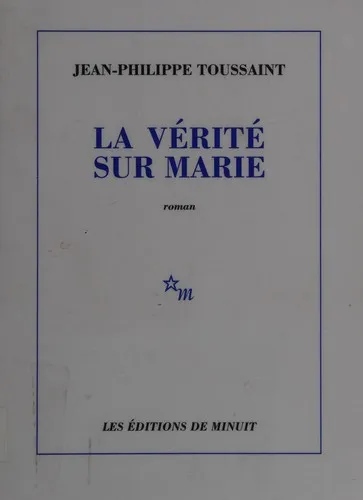 JEAN-PHILIPPE TOUSSAINT
LA VÉRITÉ
SUR MARIE
roman
m
LES ÉDITIONS DE MINUIT